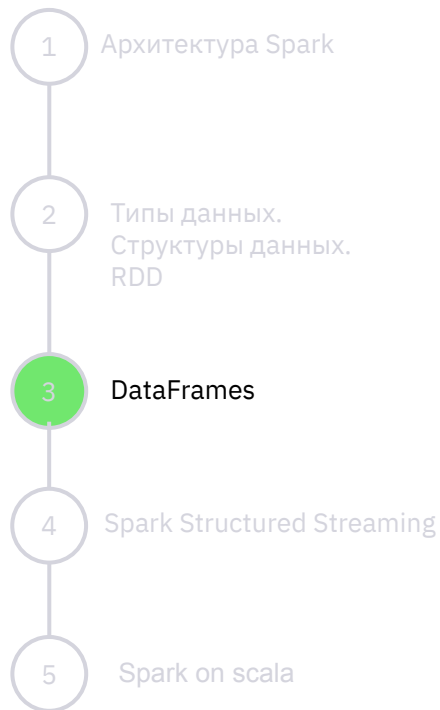 1 Архитектура Spark
2 Типы данных.
Структуры данных.
RDD
3 DataFrames
4 Spark Structured Streaming
5 Spark on scala